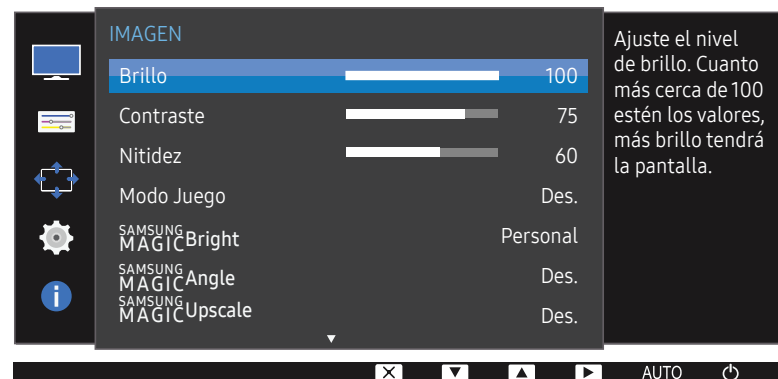 IMAGEN
Brillo 100
Contraste 75
Nitidez 60
Modo Juego Des.
SAMSUNG
MAGICBright Personal
SAMSUNG
MAGICAngle Des.
SAMSUNG
MAGICUpscale Des.
Ajuste el nivel
de brillo. Cuanto
más cerca de 100
estén los valores,
más brillo tendrá
la pantalla.
AUTO